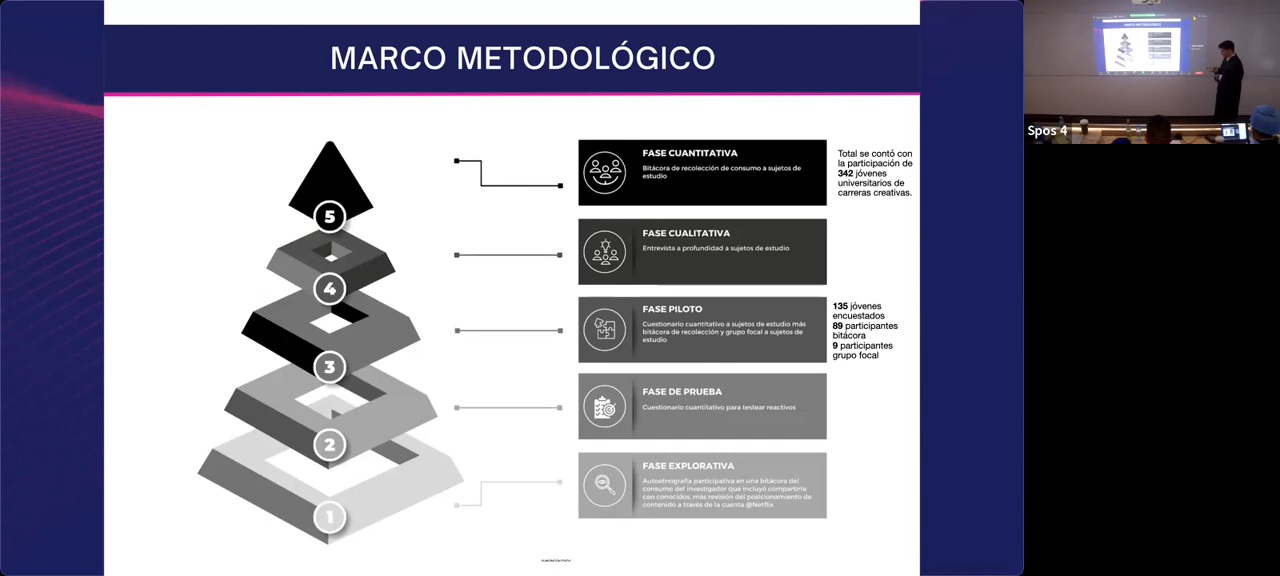 MARCO METODOLÓGICO
5
4
3
2
1
FASE CUANTITATIVA
Bitácora de recolección de consumo a sujetos de
estudio
Total se contó con
la participación de
342 jóvenes
universitarios de
carreras creativas.
FASE CUALITATIVA
Entrevista a profundidad a sujetos de estudio
FASE PILOTO
Cuestionario cuantitativo a sujetos de estudio más
bitácora de recolección y grupo focal a sujetos de
estudio
135 jóvenes
encuestados
89 participantes
bitácora
9 participantes
grupo focal
FASE DE PRUEBA
Cuestionario cuantitativo para testear reactivos
FASE EXPLORATIVA
Autoetnografía participativa en una bitácora del
consumo del investigador que incluyó compartirla
con conocidos, más revisión del posicionamiento de
contenido a través de la cuenta @Netflix
Spos 4
MARCO METODOLÓGICO